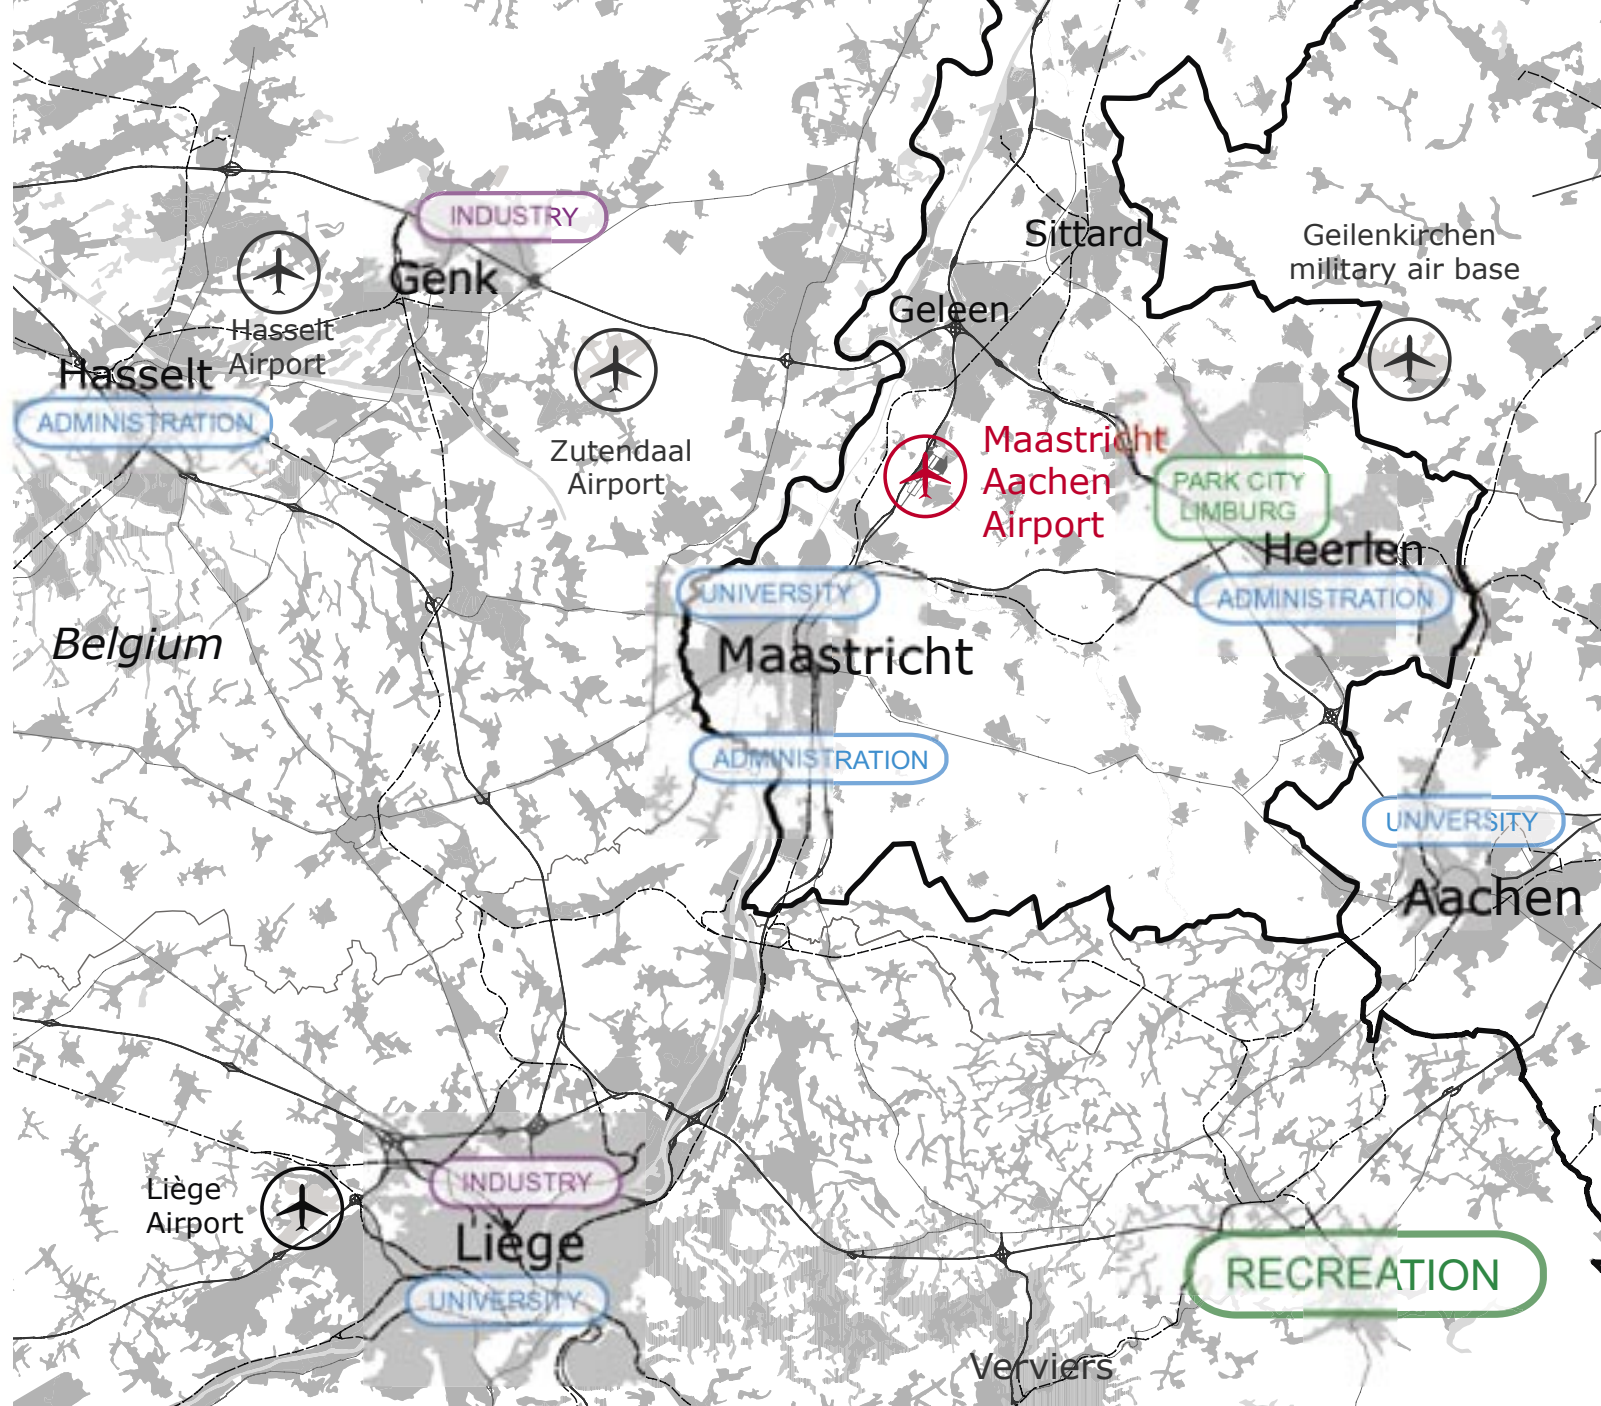 INDUSTRY
Sittard
Geilenkirchen
military air base
Genk
Geleen
Hasselt
Airport
Hasselt
ADMINISTRATION
Zutendaal
Airport
Maastricht
Aachen
Airport
PARK CITY
LIMBURG
Heerlen
ADMINISTRATION
UNIVERSITY
Belgium
Maastricht
ADMINISTRATION
UNIVERSITY
Aachen
Liège
Airport
INDUSTRY
Liège
UNIVERSITY
RECREATION
Verviers